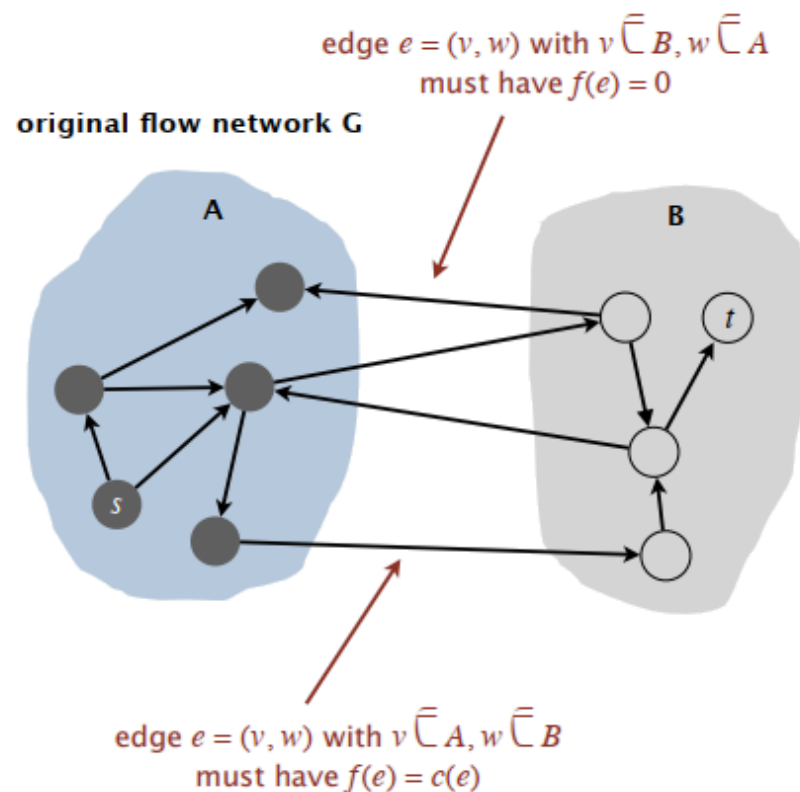 edge e = (v, w) with v ∈ B, w ∈ A
must have f(e) = 0
original flow network G
A
B
t
s
edge e = (v, w) with v ∈ A, w ∈ B
must have f(e) = c(e)